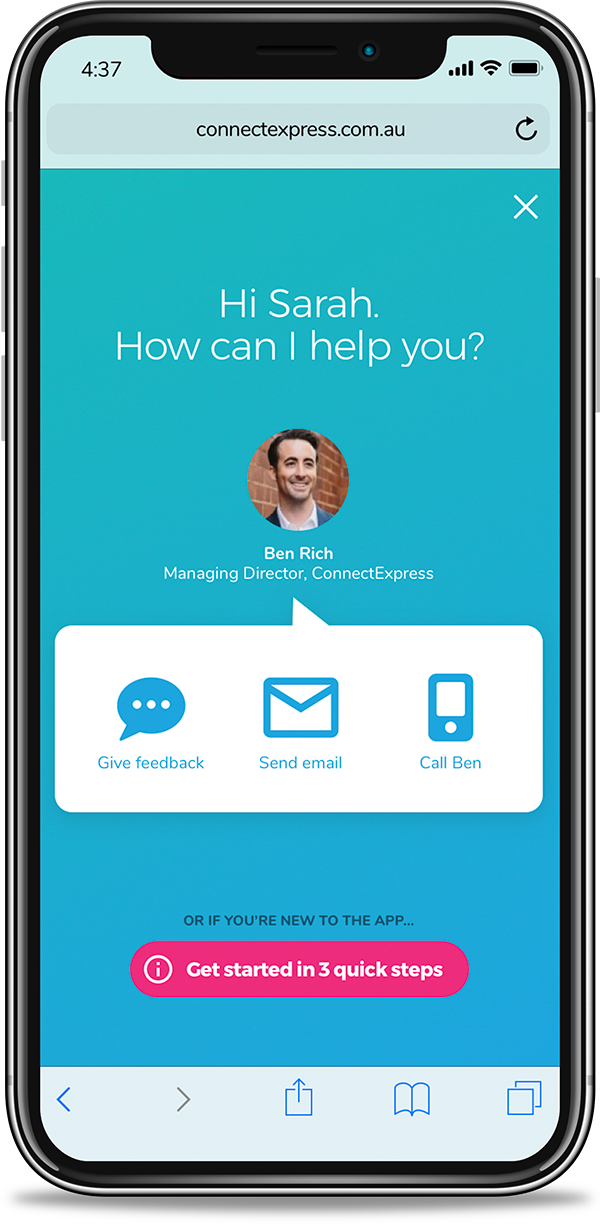 4:37
connectexpress.com.au
Hi Sarah.
How can I help you?
Ben Rich
Managing Director, ConnectExpress
Give feedback
Send email
Call Ben
OR IF YOU'RE NEW TO THE APP...
Get started in 3 quick steps